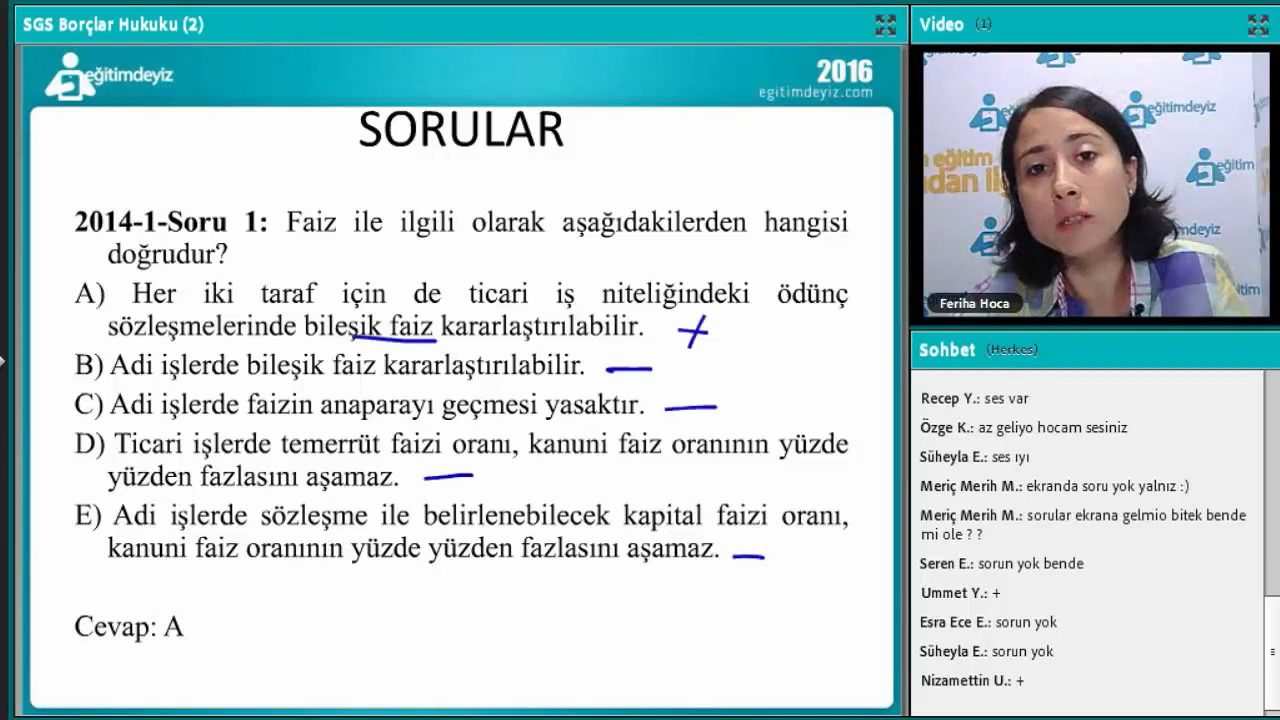 SGS Borçlar Hukuku (2)
eğitimdeyiz
2016
egitimdeyiz.com
SORULAR
2014-1-Soru 1: Faiz ile ilgili olarak aşağıdakilerden hangisi
doğrudur?
A) Her iki taraf için de ticari iş niteliğindeki ödünç
sözleşmelerinde bileşik faiz kararlaştırılabilir.
B) Adi işlerde bileşik faiz kararlaştırılabilir.
C) Adi işlerde faizin anaparayı geçmesi yasaktır.
D) Ticari işlerde temerrüt faizi oranı, kanuni faiz oranının yüzde
yüzden fazlasını aşamaz.
E) Adi işlerde sözleşme ile belirlenebilecek kapital faizi oranı,
kanuni faiz oranının yüzde yüzden fazlasını aşamaz.
Cevap: A
Video (1)
eğitimdeyiz
eğitimdeyiz
n eğitim
eğitim
dan
Feriha Hoca
Sohbet (Herkes)
Recep Y.: ses var
Özge K.: az geliyo hocam sesiniz
Süheyla E.: ses ıyı
Meriç Merih M.: ekranda soru yok yalnız :)
Meriç Merih M.: sorular ekrana gelmio bitek bende
mi ole ? ?
Seren E.: sorun yok bende
Ummet Y.: +
Esra Ece E.: sorun yok
Süheyla E.: sorun yok
Nizamettin U.: +